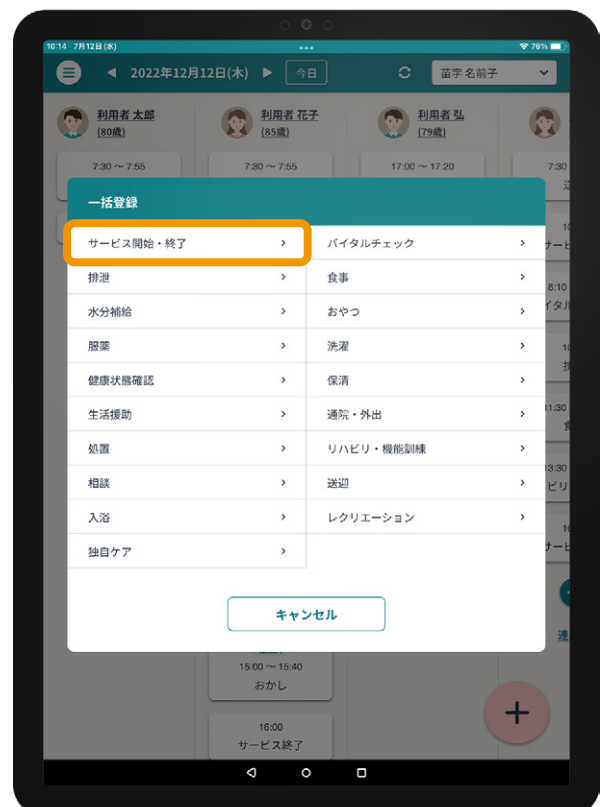 10:14 7月12日(水)
76%
2022年12月12日(木)
今日
苗字 名前子
利用者 太郎
(80歳)
利用者 花子
(85歳)
利用者 弘
(79歳)
7:30 ～ 7:55
7:30 ～ 7:55
17:00 ～ 17:20
7:30
一括登録
サービス開始・終了
バイタルチェック
排泄
食事
水分補給
おやつ
服薬
洗濯
健康状態確認
保清
生活援助
通院・外出
処置
リハビリ・機能訓練
相談
送迎
入浴
レクリエーション
独自ケア
キャンセル
8:10
11:30
13:30
15:00 ～ 15:40
おかし
16:00
サービス終了